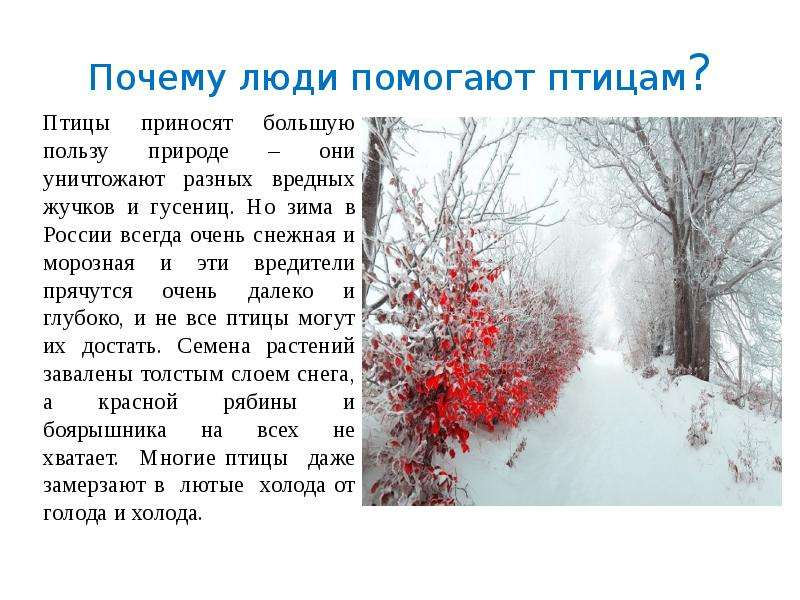 Почему люди помогают птицам?
Птицы приносят большую
пользу природе – они
уничтожают разных вредных
жучков и гусениц. Но зима в
России всегда очень снежная и
морозная и эти вредители
прячутся очень далеко и
глубоко, и не все птицы могут
их достать. Семена растений
завалены толстым слоем снега,
а красной рябины и
боярышника на всех не
хватает. Многие птицы даже
замерзают в лютые холода от
голода и холода.